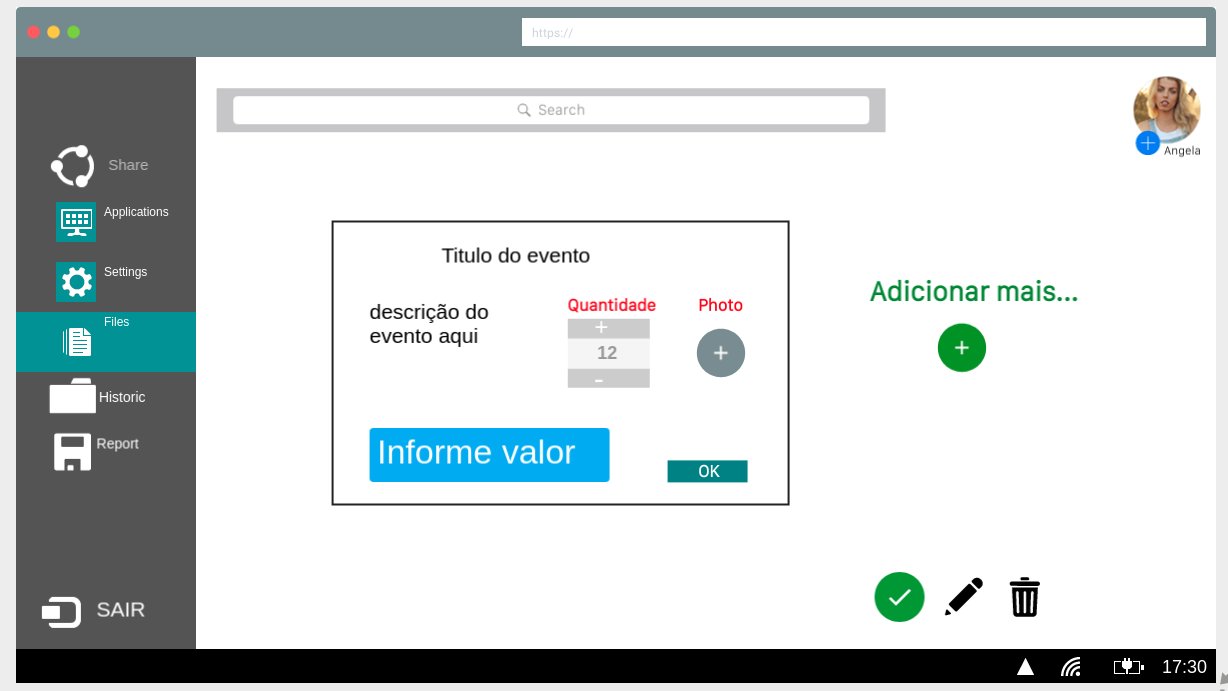 https://
Search
Angela
Share
Applications
Settings
Files
Historic
Report
SAIR
Titulo do evento
descrição do
evento aqui
Quantidade
+
12
-
Photo
+
Informe valor
OK
Adicionar mais...
+
17:30